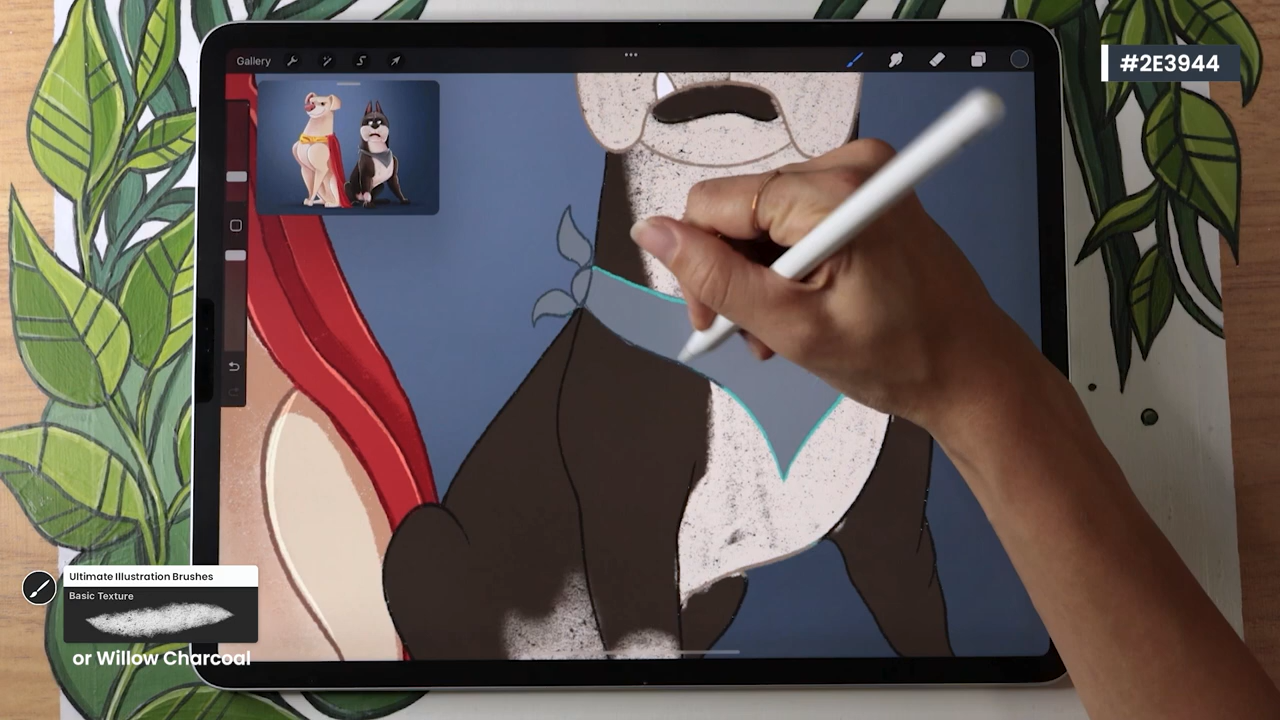 Gallery
#2E3944
Ultimate Illustration Brushes
Basic Texture
or Willow Charcoal